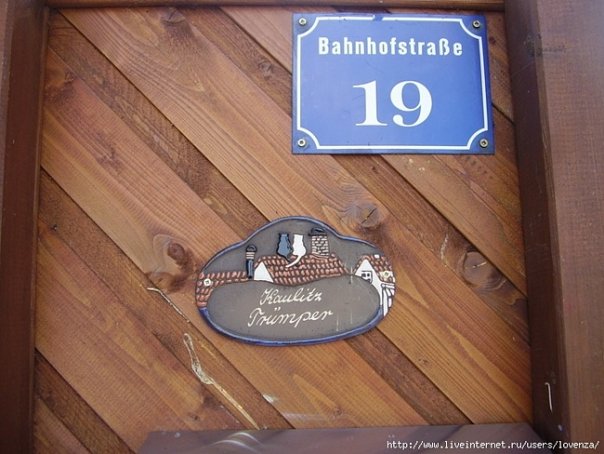 Bahnhofstraße
19
Kaulitz
Trümper
http://www.liveinternet.ru/users/lovenza/